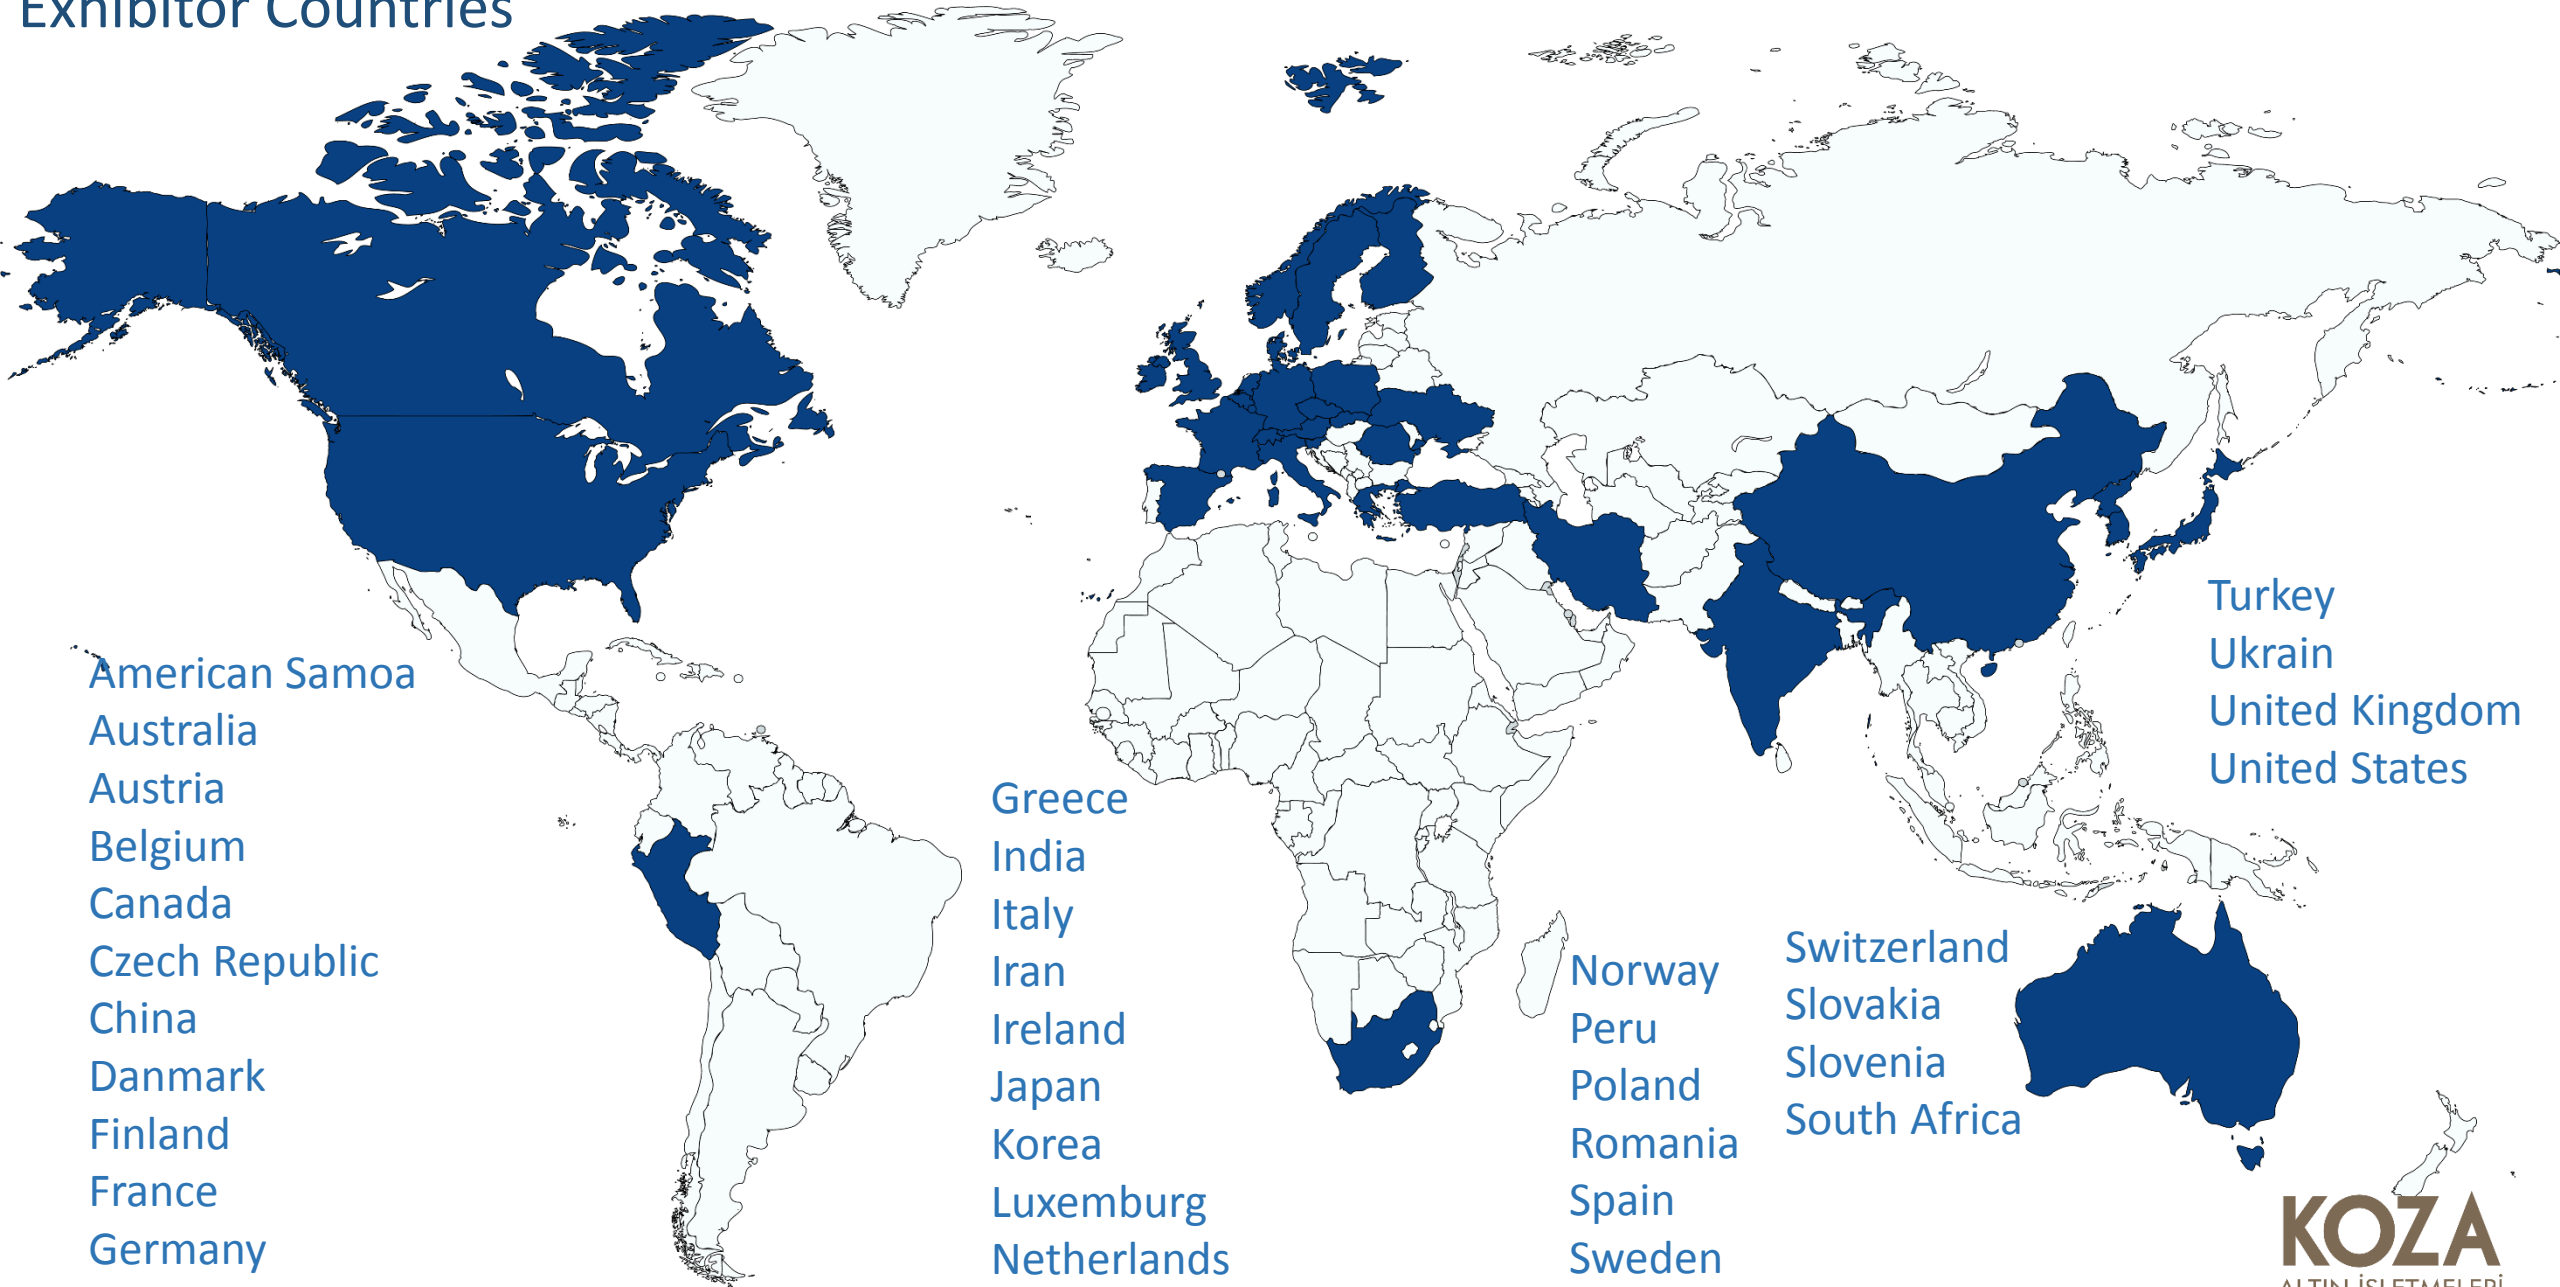 Exhibitor Countries
American Samoa
Australia
Austria
Belgium
Canada
Czech Republic
China
Danmark
Finland
France
Germany
Greece
India
Italy
Iran
Ireland
Japan
Korea
Luxemburg
Netherlands
Norway
Peru
Poland
Romania
Spain
Sweden
Switzerland
Slovakia
Slovenia
South Africa
Turkey
Ukrain
United Kingdom
United States
KOZA
ALTIN İŞLETMELERİ